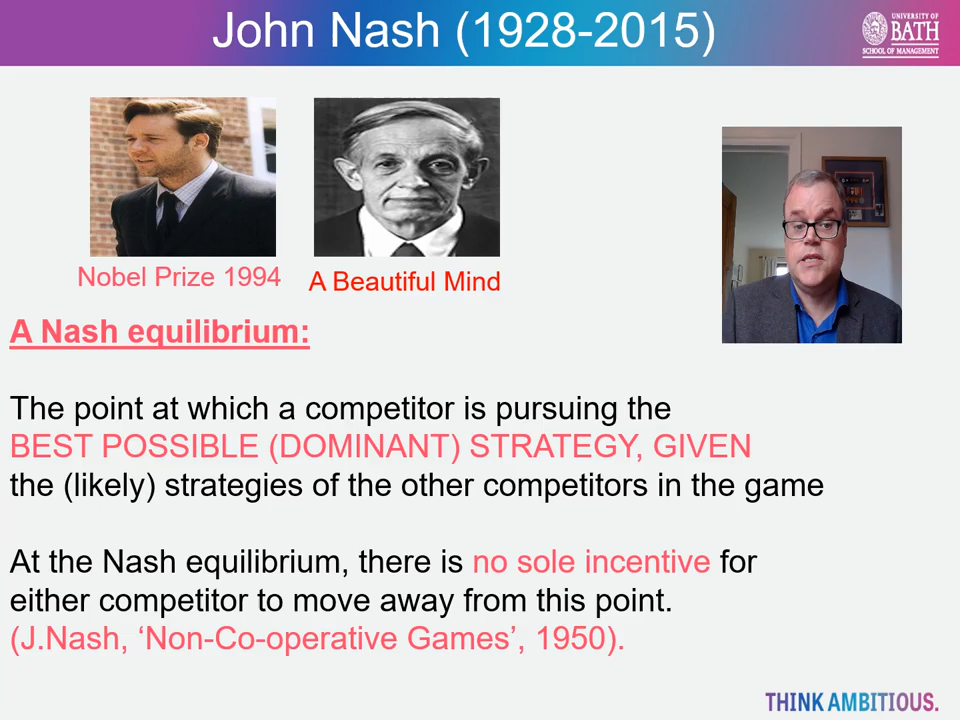 John Nash (1928-2015)
UNIVERSITY OF
BATH
SCHOOL OF MANAGEMENT
Nobel Prize 1994
A Beautiful Mind
A Nash equilibrium:
The point at which a competitor is pursuing the
BEST POSSIBLE (DOMINANT) STRATEGY, GIVEN
the (likely) strategies of the other competitors in the game
At the Nash equilibrium, there is no sole incentive for
either competitor to move away from this point.
(J.Nash, ‘Non-Co-operative Games’, 1950).
THINK AMBITIOUS.